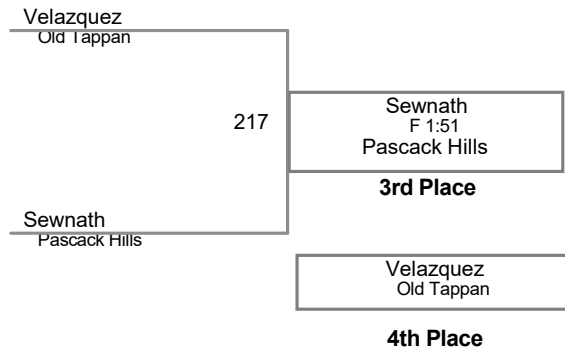 Velazquez
Old Tappan
217
Sewnath
F 1:51
Pascack Hills
3rd Place
Sewnath
Pascack Hills
Velazquez
Old Tappan
4th Place